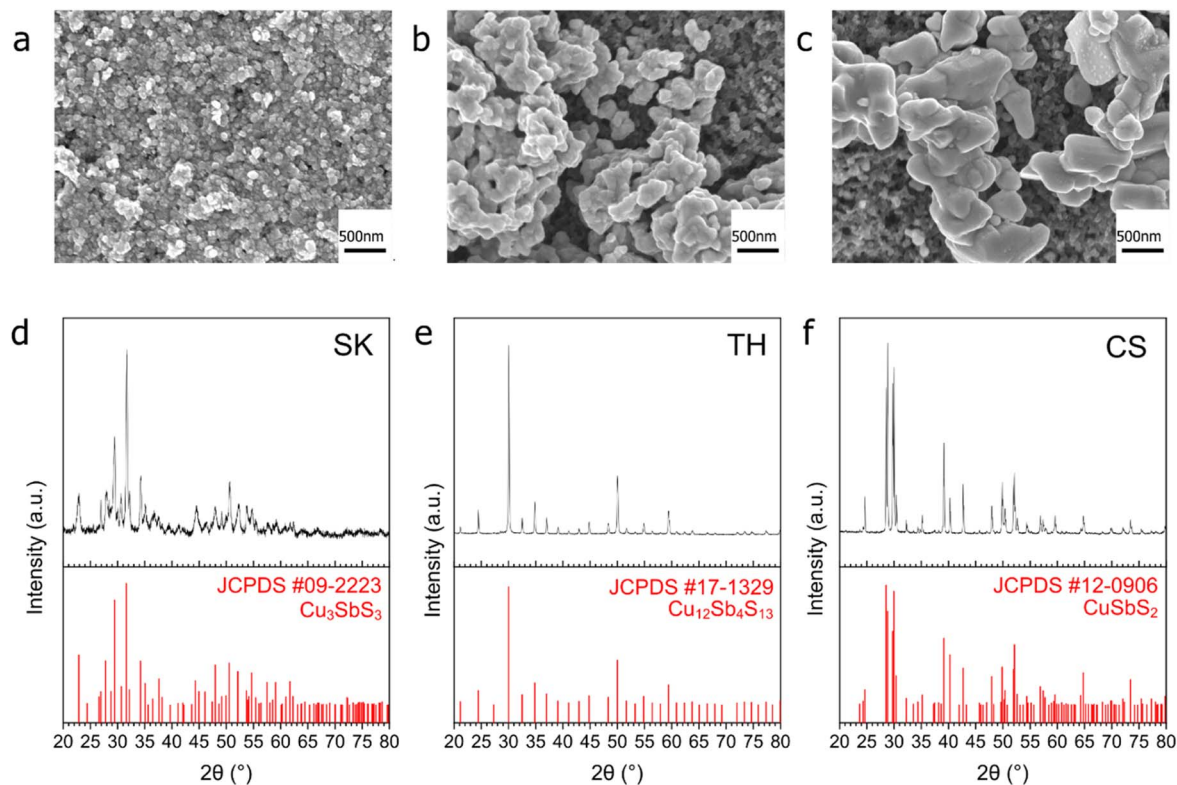 a
b
c
500nm
500nm
500nm
d
e
f
SK
TH
CS
Intensity (a.u.)
Intensity (a.u.)
Intensity (a.u.)
JCPDS #09-2223
Cu₃SbS₃
JCPDS #17-1329
Cu₁₂Sb₄S₁₃
JCPDS #12-0906
CuSbS₂
20 25 30 35 40 45 50 55 60 65 70 75 80
20 25 30 35 40 45 50 55 60 65 70 75 80
20 25 30 35 40 45 50 55 60 65 70 75 80
2θ (°)
2θ (°)
2θ (°)